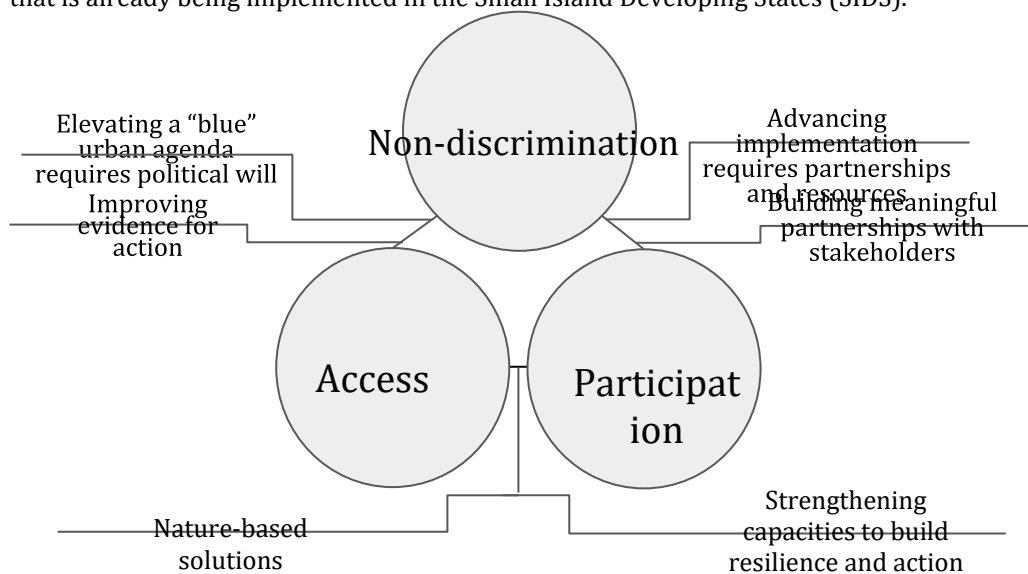 that is already being implemented in the Small Island Developing States (SIDS).
Non-discrimination
Elevating a “blue”
urban agenda
requires political will
Improving
evidence for
action
Advancing
implementation
requires partnerships
and resources
Building meaningful
partnerships with
stakeholders
Access
Participat
ion
Nature-based
solutions
Strengthening
capacities to build
resilience and action